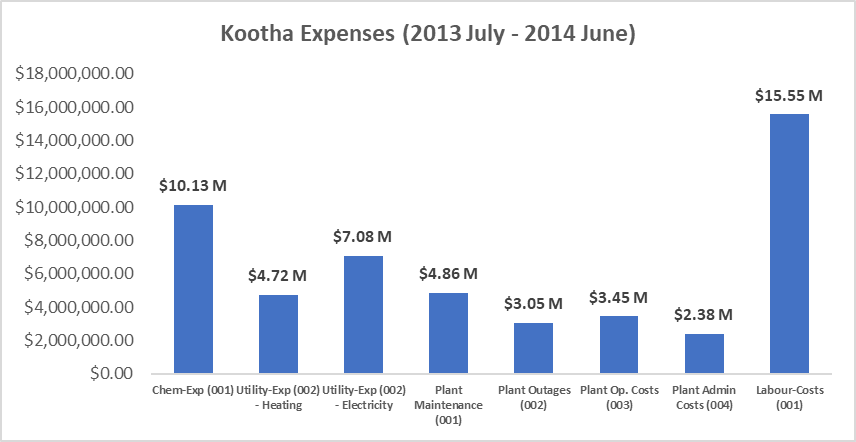 Kootha Expenses (2013 July - 2014 June)
$18,000,000.00
$16,000,000.00
$14,000,000.00
$12,000,000.00
$10,000,000.00
$8,000,000.00
$6,000,000.00
$4,000,000.00
$2,000,000.00
$0.00
$10.13 M
$4.72 M
$7.08 M
$4.86 M
$3.05 M
$3.45 M
$2.38 M
$15.55 M
Chem-Exp (001)
Utility-Exp (002)
- Heating
Utility-Exp (002)
- Electricity
Plant
Maintenance
(001)
Plant Outages
(002)
Plant Op. Costs
(003)
Plant Admin
Costs (004)
Labour-Costs
(001)